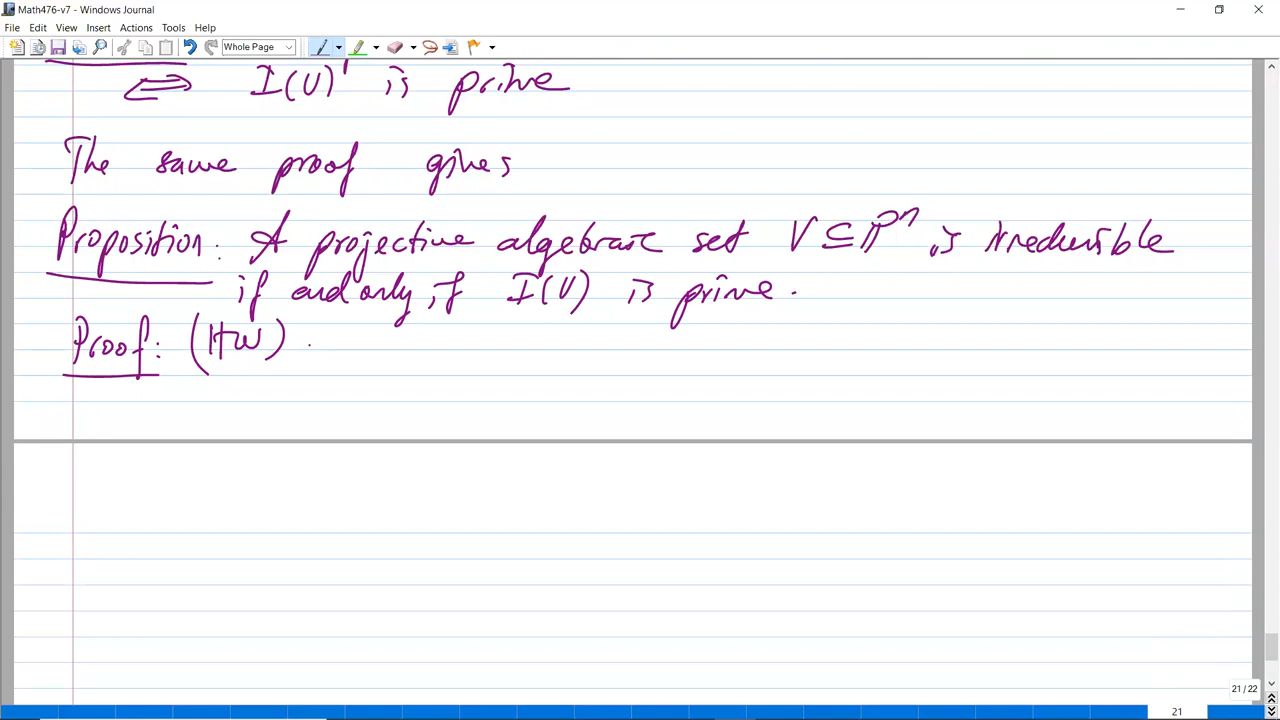 Math476-v7 - Windows Journal
File Edit View Insert Actions Tools Help
Whole Page
⟺ I(V) is prime
The same proof gives
Proposition: A projective algebraic set V ⊆ ℙⁿ is irreducible
if and only if I(V) is prime.
Proof: (HW).
21 / 22
21